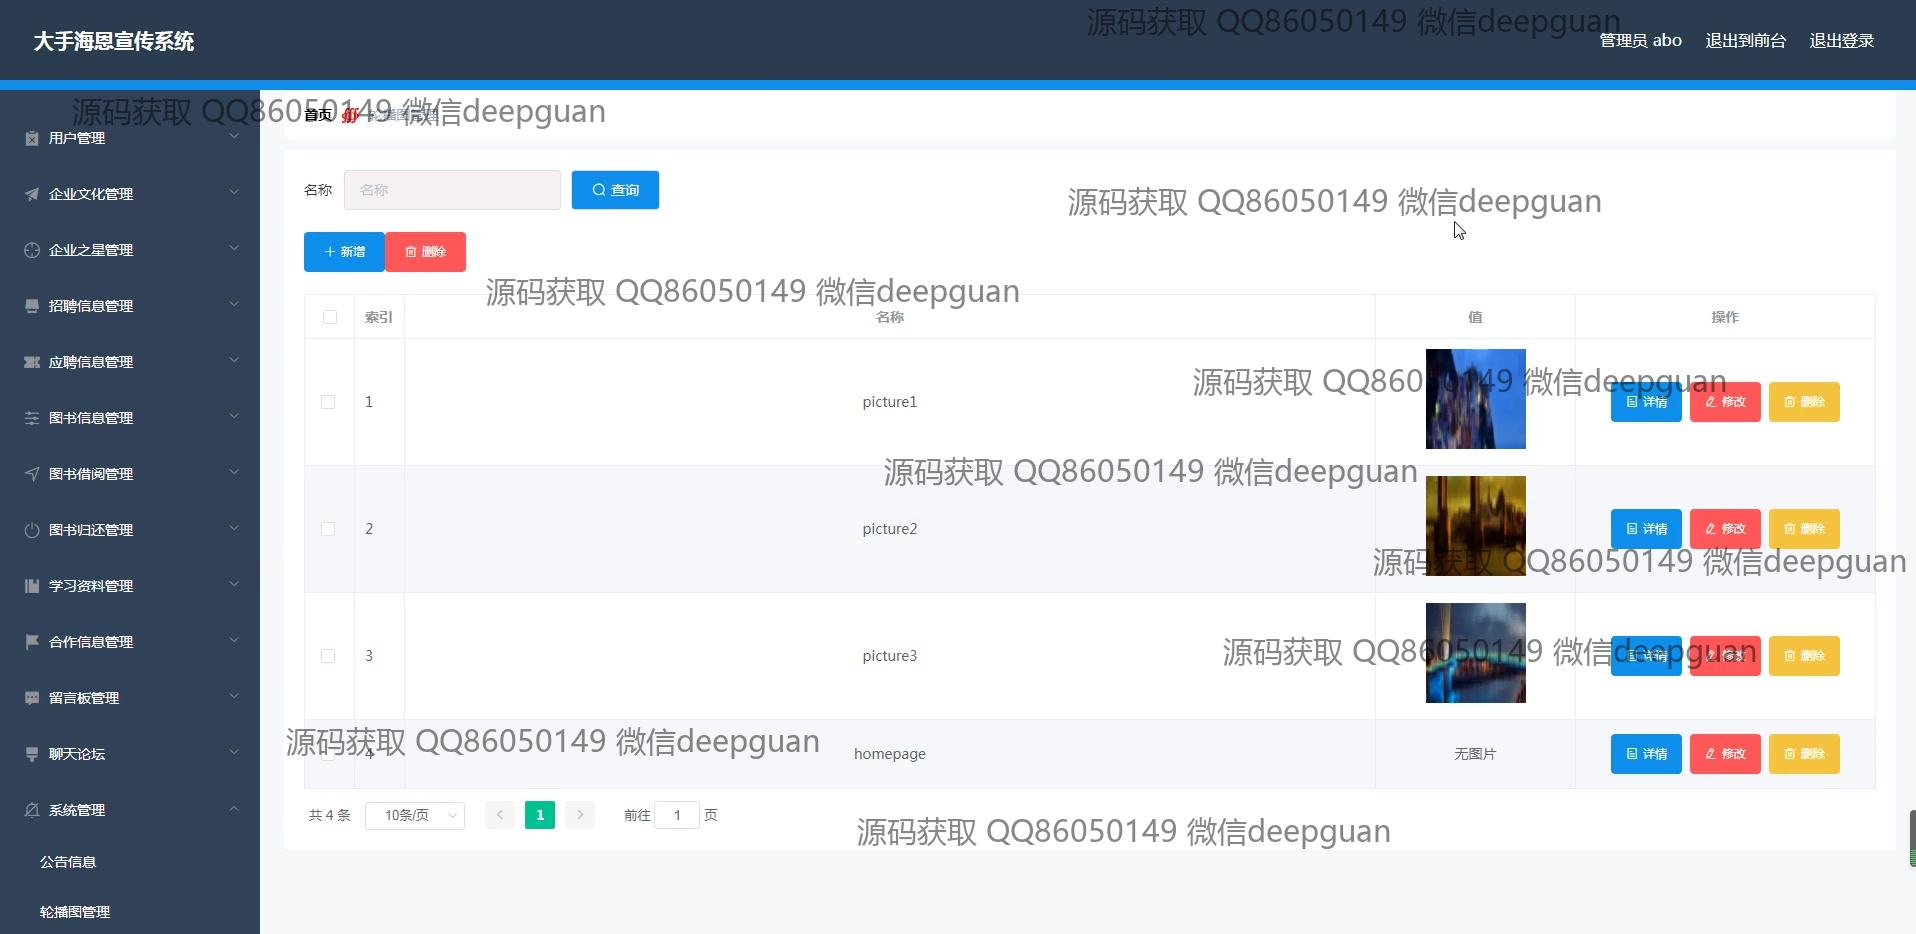 源码获取 QQ86050149 微信deepguan
大手海恩宣传系统
管理员 abo 退出到前台 退出登录
源码获取 QQ86050149 微信deepguan
首页 轮播图管理
用户管理
企业文化管理
企业之星管理
招聘信息管理
应聘信息管理
图书信息管理
图书借阅管理
图书归还管理
学习资料管理
合作信息管理
留言板管理
聊天论坛
系统管理
公告信息
轮播图管理
名称 名称 查询
源码获取 QQ86050149 微信deepguan
新增 删除
源码获取 QQ86050149 微信deepguan
索引 名称 值 操作
源码获取 QQ86050149 微信deepguan
1 picture1 详情 修改 删除
源码获取 QQ86050149 微信deepguan
2 picture2 详情 修改 删除
源码获取 QQ86050149 微信deepguan
3 picture3 详情 修改 删除
源码获取 QQ86050149 微信deepguan
源码获取 QQ86050149 微信deepguan
4 homepage 无图片 详情 修改 删除
共 4 条 10条/页 1 前往 1 页
源码获取 QQ86050149 微信deepguan